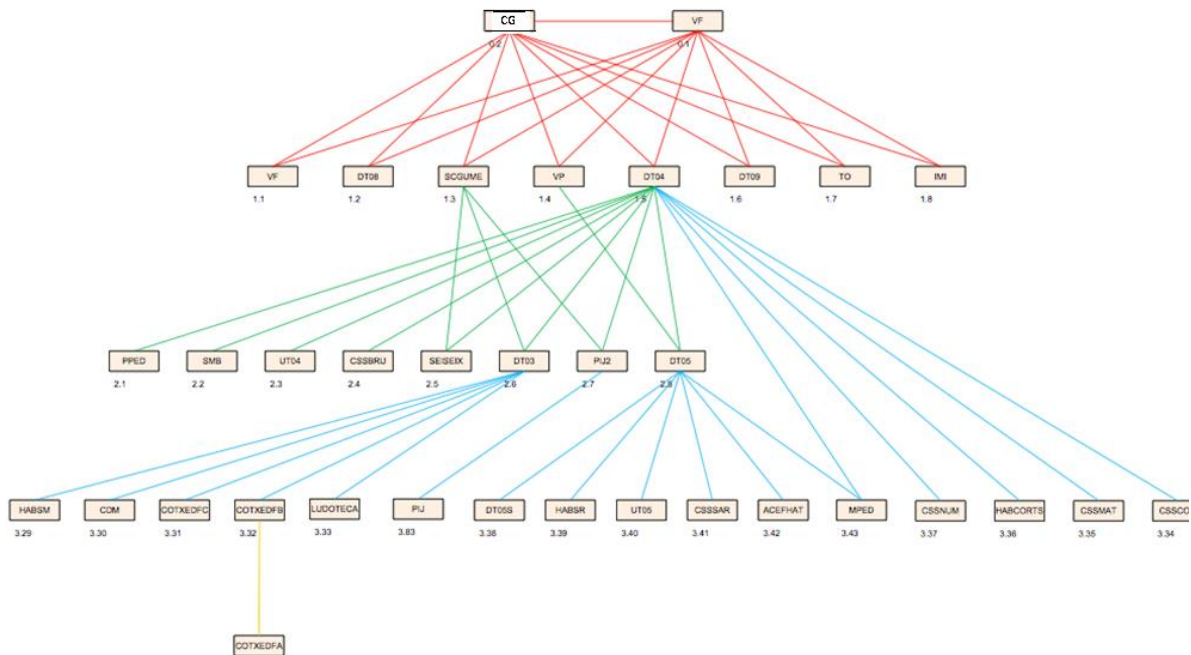 CG VF
0.2 0.1
VF DT08 SCGUME VP DT04 DT09 TO IMI
1.1 1.2 1.3 1.4 1.5 1.6 1.7 1.8
PPED SMB UT04 CSSBRU SEISEIX DT03 PIJ2 DT05
2.1 2.2 2.3 2.4 2.5 2.6 2.7 2.8
HABSM COM COTXEDFC COTXEDFB LUDOTECA PIJ DT05S HABSR UT05 CSSSAR ACEFHAT MPED CSSNUM HABCORTS CSSMAT CSSCO
3.29 3.30 3.31 3.32 3.33 3.83 3.38 3.39 3.40 3.41 3.42 3.43 3.37 3.36 3.35 3.34
COTXEDFA